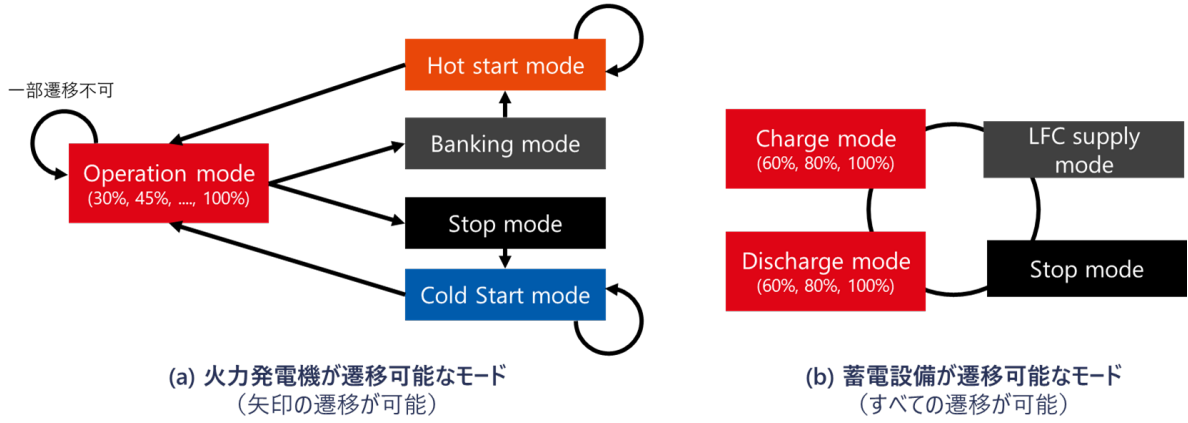 Hot start mode
一部遷移不可
Banking mode
Operation mode
(30%, 45%, ...., 100%)
Stop mode
Cold Start mode
(a) 火力発電機が遷移可能なモード
（矢印の遷移が可能）
Charge mode
(60%, 80%, 100%)
LFC supply
mode
Discharge mode
(60%, 80%, 100%)
Stop mode
(b) 蓄電設備が遷移可能なモード
（すべての遷移が可能）